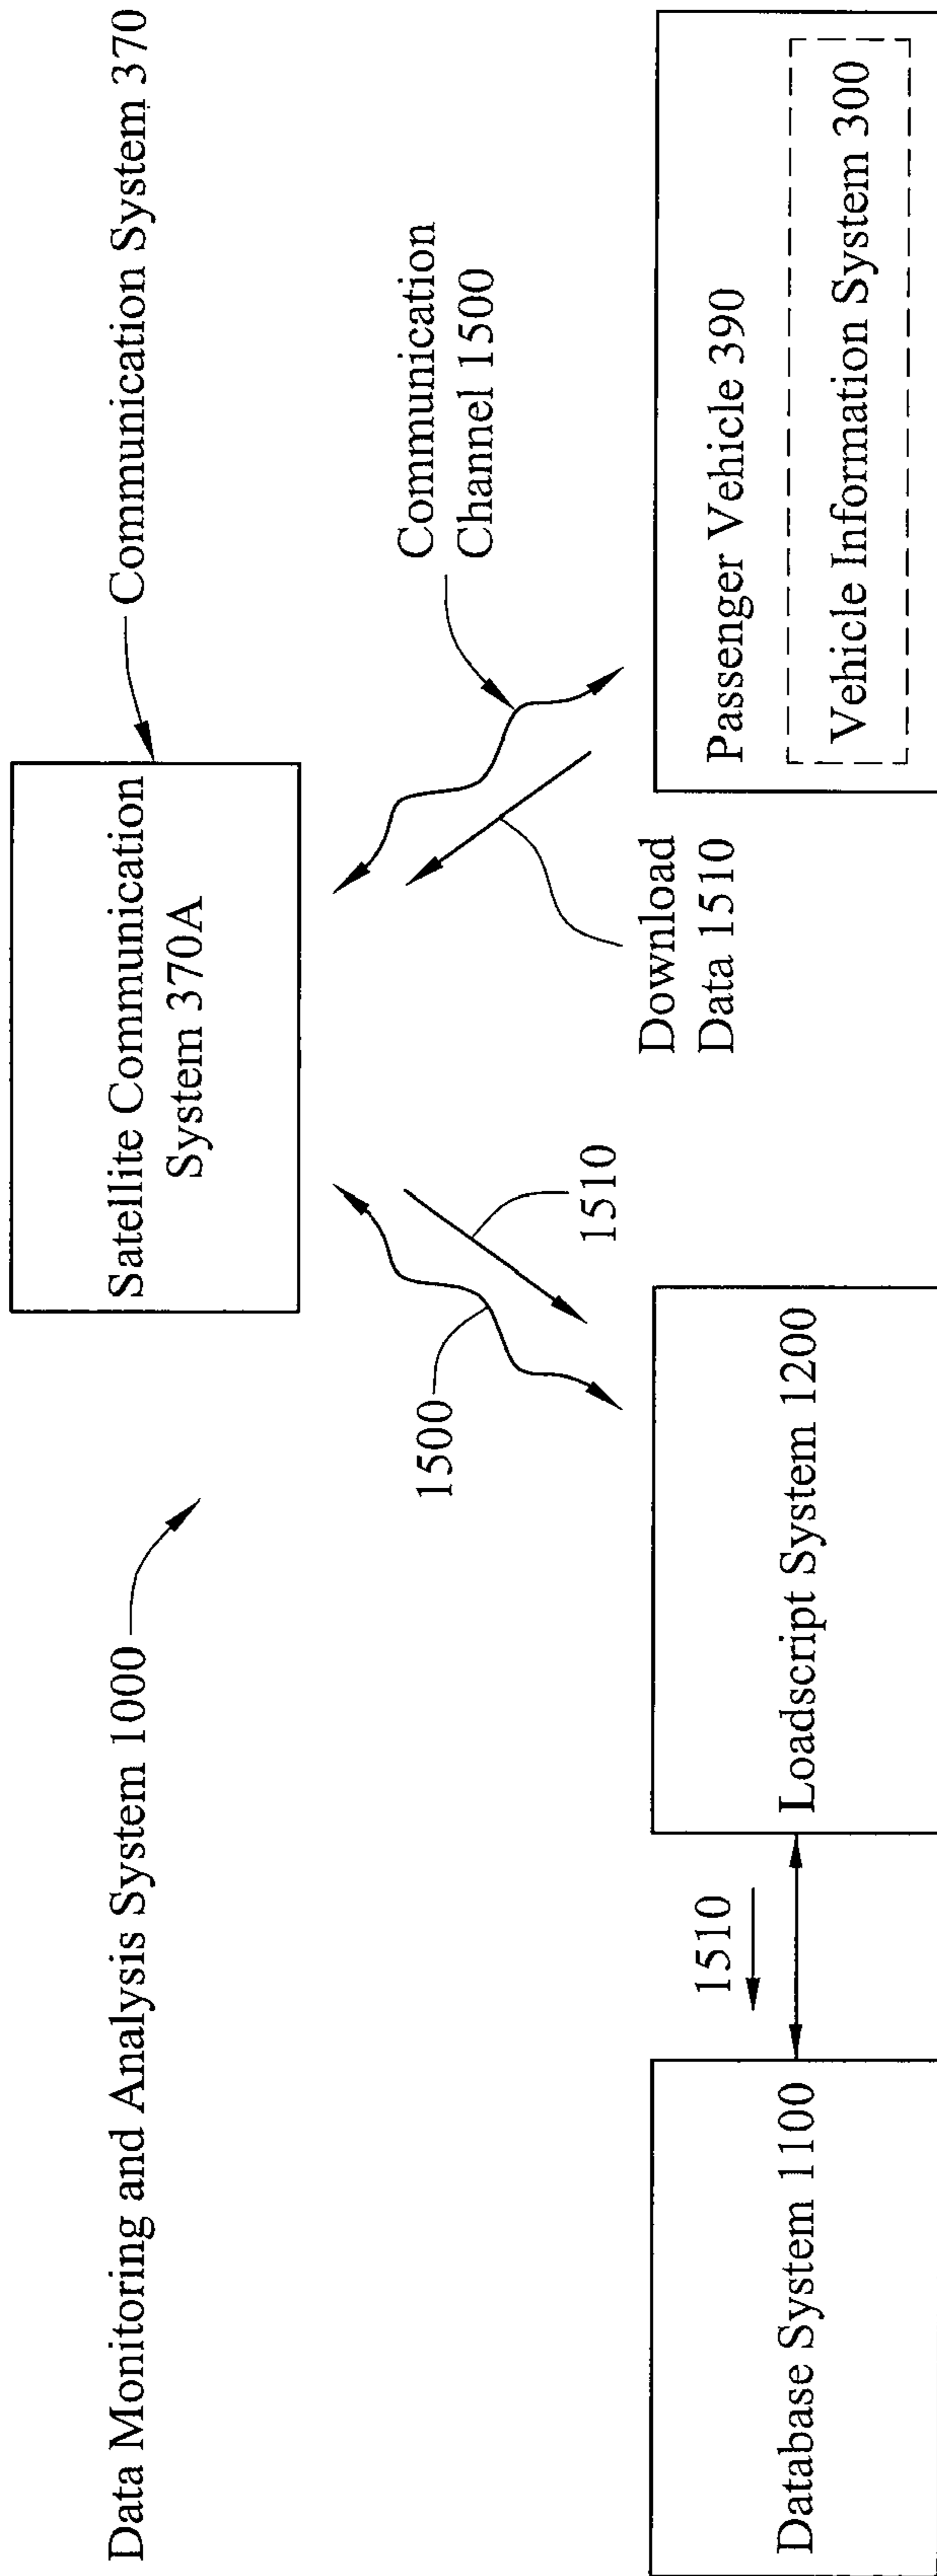 Data Monitoring and Analysis System 1000
Satellite Communication
System 370A
Communication System 370
1500
1510
Communication
Channel 1500
Download
Data 1510
Database System 1100
1510
Loadscript System 1200
Passenger Vehicle 390
Vehicle Information System 300